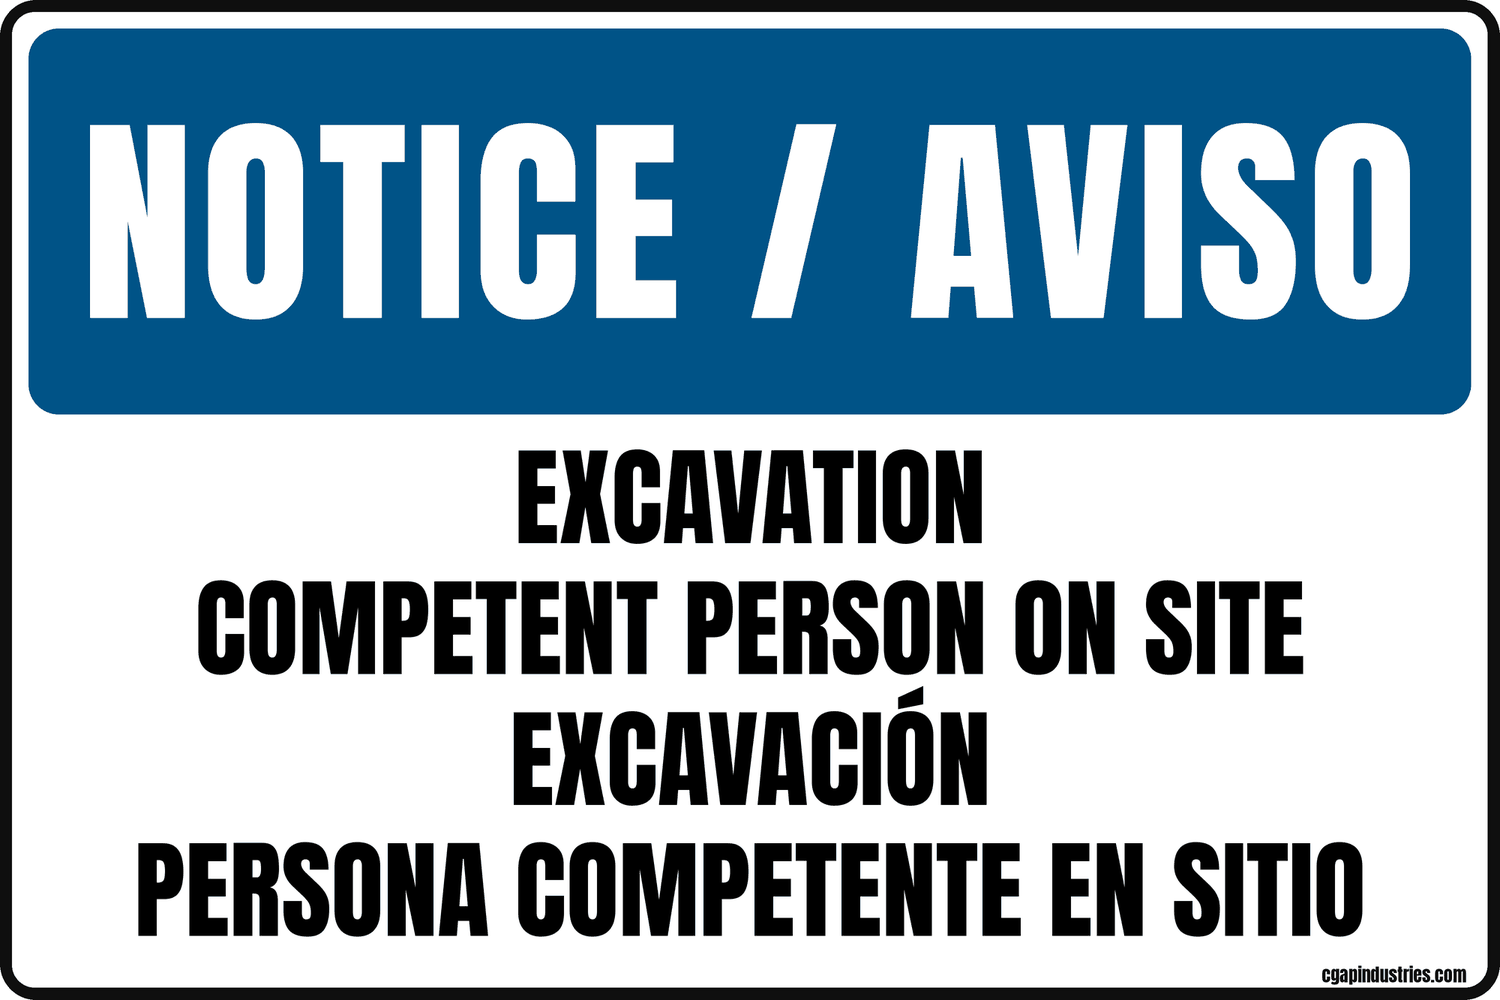 NOTICE / AVISO
EXCAVATION
COMPETENT PERSON ON SITE
EXCAVACIÓN
PERSONA COMPETENTE EN SITIO
cgapindustries.com